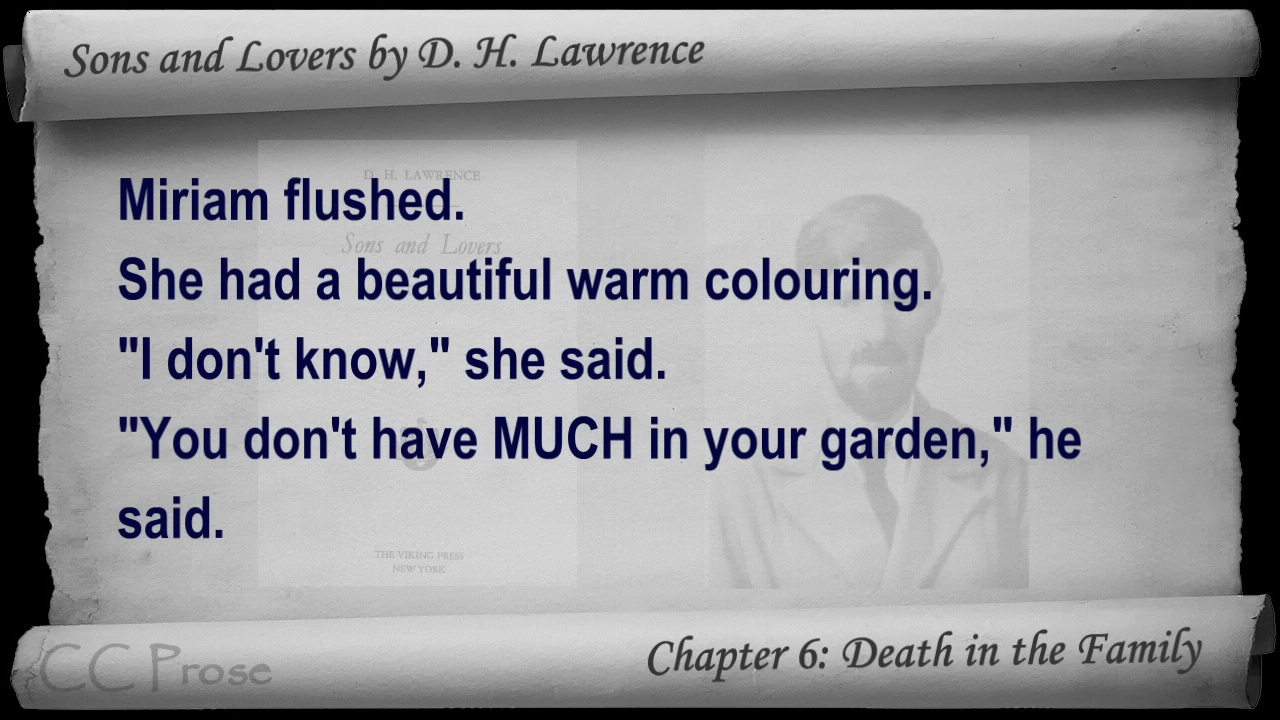 Sons and Lovers by D. H. Lawrence
D. H. LAWRENCE
Miriam flushed.
Sons and Lovers
She had a beautiful warm colouring.
"I don't know," she said.
"You don't have MUCH in your garden," he
said.
THE VIKING PRESS
NEW YORK
CC Prose
Chapter 6: Death in the Family